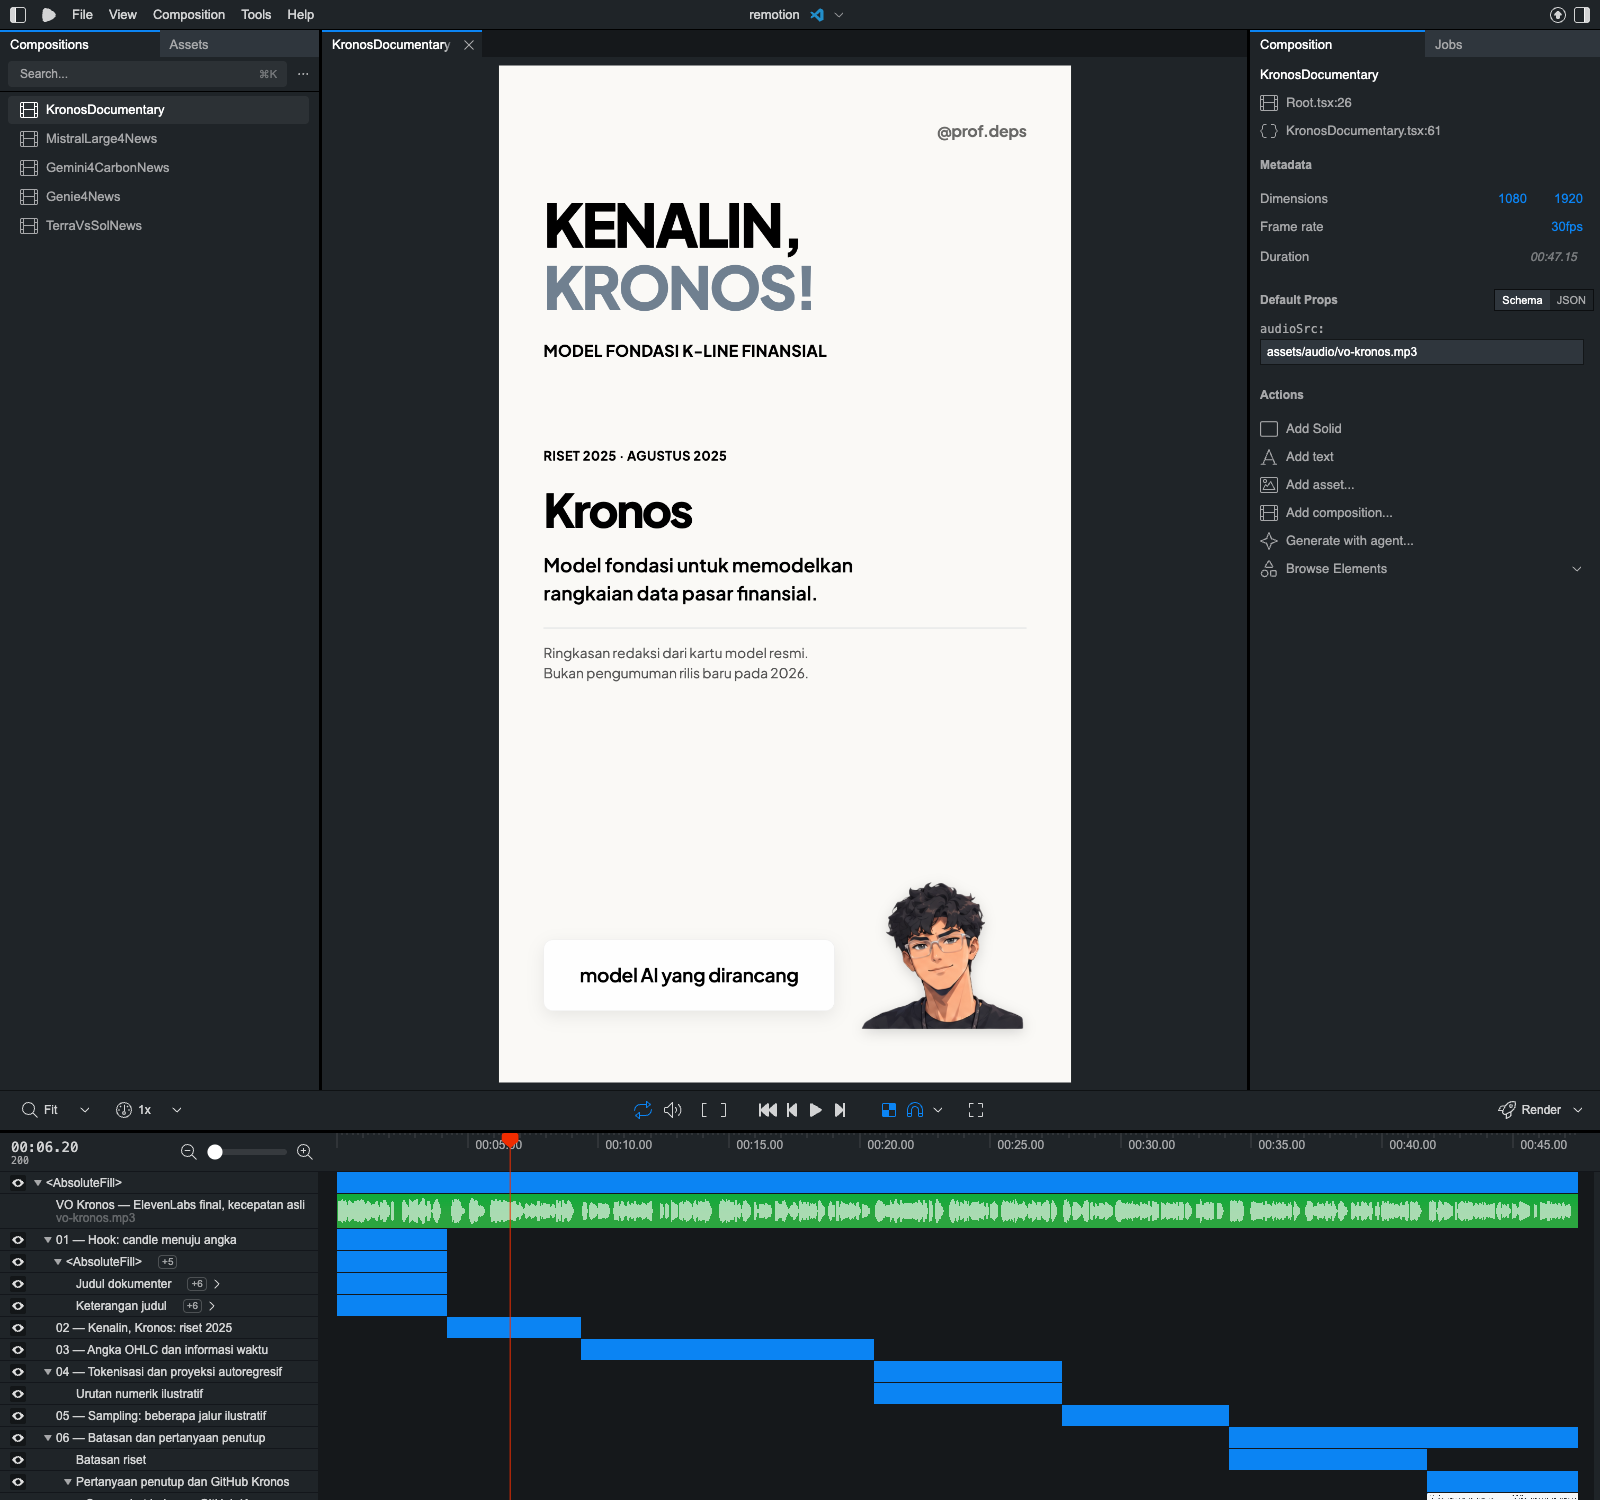 File View Composition Tools Help
remotion
Compositions Assets
Search... ⌘K
KronosDocumentary
MistralLarge4News
Gemini4CarbonNews
Genie4News
TerraVsSolNews
KronosDocumentary
@prof.deps
KENALIN,
KRONOS!
MODEL FONDASI K-LINE FINANSIAL
RISET 2025 · AGUSTUS 2025
Kronos
Model fondasi untuk memodelkan
rangkaian data pasar finansial.
Ringkasan redaksi dari kartu model resmi.
Bukan pengumuman rilis baru pada 2026.
model AI yang dirancang
Composition Jobs
KronosDocumentary
Root.tsx:26
KronosDocumentary.tsx:61
Metadata
Dimensions 1080 1920
Frame rate 30fps
Duration 00:47.15
Default Props Schema JSON
audioSrc:
assets/audio/vo-kronos.mp3
Actions
Add Solid
Add text
Add asset...
Add composition...
Generate with agent...
Browse Elements
Fit 1x
Render
00:06.20
200
00:05.00 00:10.00 00:15.00 00:20.00 00:25.00 00:30.00 00:35.00 00:40.00 00:45.00
<AbsoluteFill>
VO Kronos — ElevenLabs final, kecepatan asli
vo-kronos.mp3
01 — Hook: candle menuju angka
<AbsoluteFill> +5
Judul dokumenter +6
Keterangan judul +6
02 — Kenalin, Kronos: riset 2025
03 — Angka OHLC dan informasi waktu
04 — Tokenisasi dan proyeksi autoregresif
Urutan numerik ilustratif
05 — Sampling: beberapa jalur ilustratif
06 — Batasan dan pertanyaan penutup
Batasan riset
Pertanyaan penutup dan GitHub Kronos